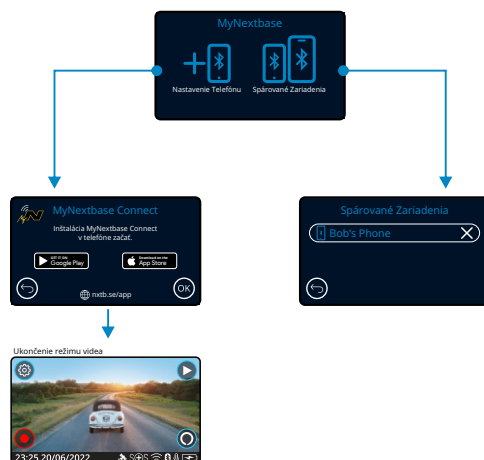 MyNextbase
Nastavenie Telefónu
Spárované Zariadenia
MyNextbase Connect
Inštalácia MyNextbase Connect
v telefóne začať.
GET IT ON
Google Play
Download on the
App Store
nxtb.se/app
OK
Spárované Zariadenia
Bob's Phone
Ukončenie režimu videa
23:25 20/06/2022
SOS